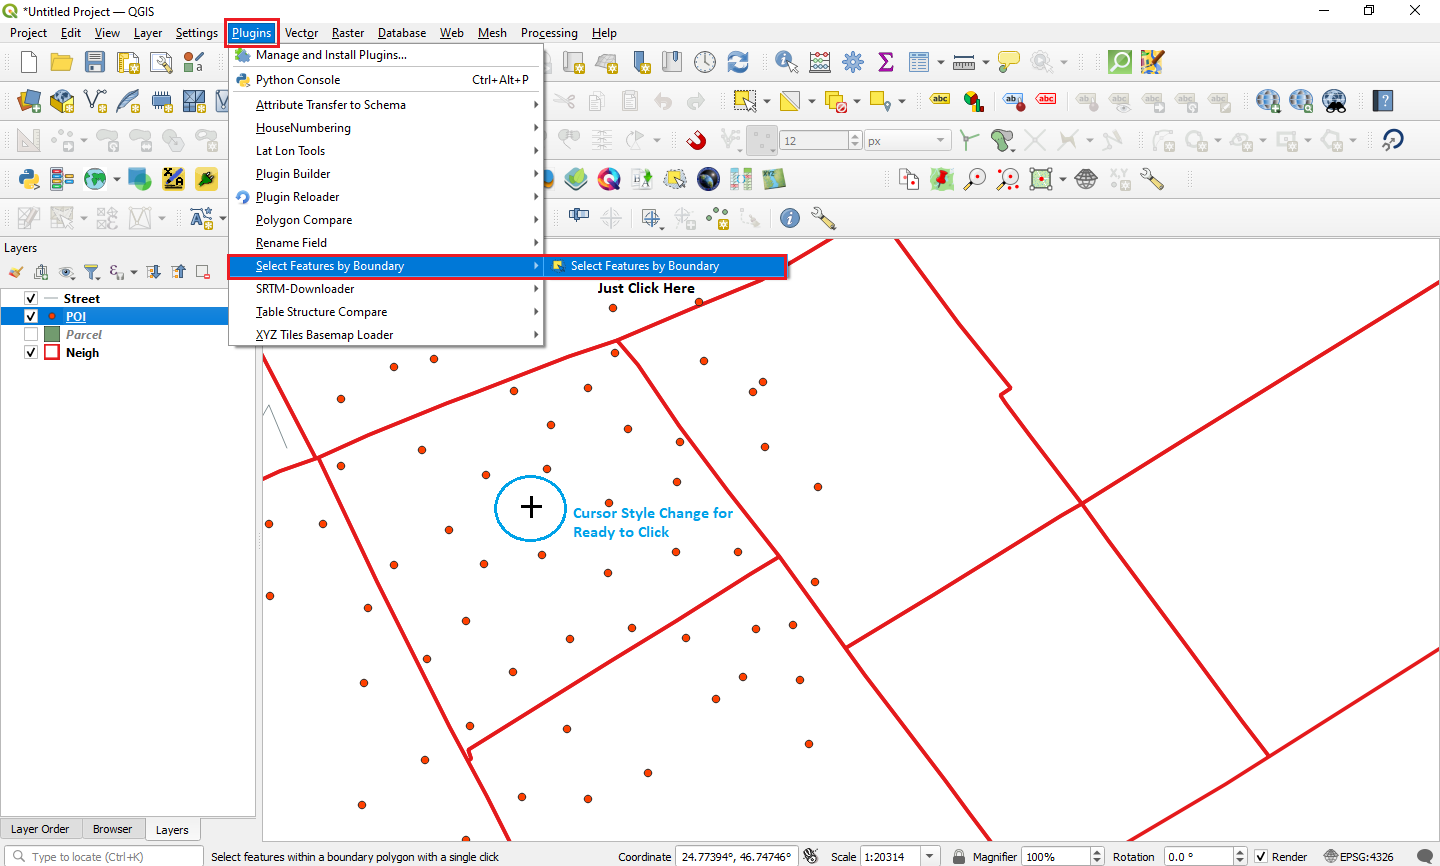 *Untitled Project — QGIS
Project Edit View Layer Settings Plugins Vector Raster Database Web Mesh Processing Help
Manage and Install Plugins...
Python Console Ctrl+Alt+P
Attribute Transfer to Schema
HouseNumbering
Lat Lon Tools
Plugin Builder
Plugin Reloader
Polygon Compare
Rename Field
Select Features by Boundary
Select Features by Boundary
SRTM-Downloader
Table Structure Compare
XYZ Tiles Basemap Loader
Just Click Here
abc abc abc
12 px
Layers
Street
POI
Parcel
Neigh
Cursor Style Change for
Ready to Click
Layer Order Browser Layers
Type to locate (Ctrl+K) Select features within a boundary polygon with a single click Coordinate 24.77394°, 46.74746° Scale 1:20314 Magnifier 100% Rotation 0.0 ° Render EPSG:4326